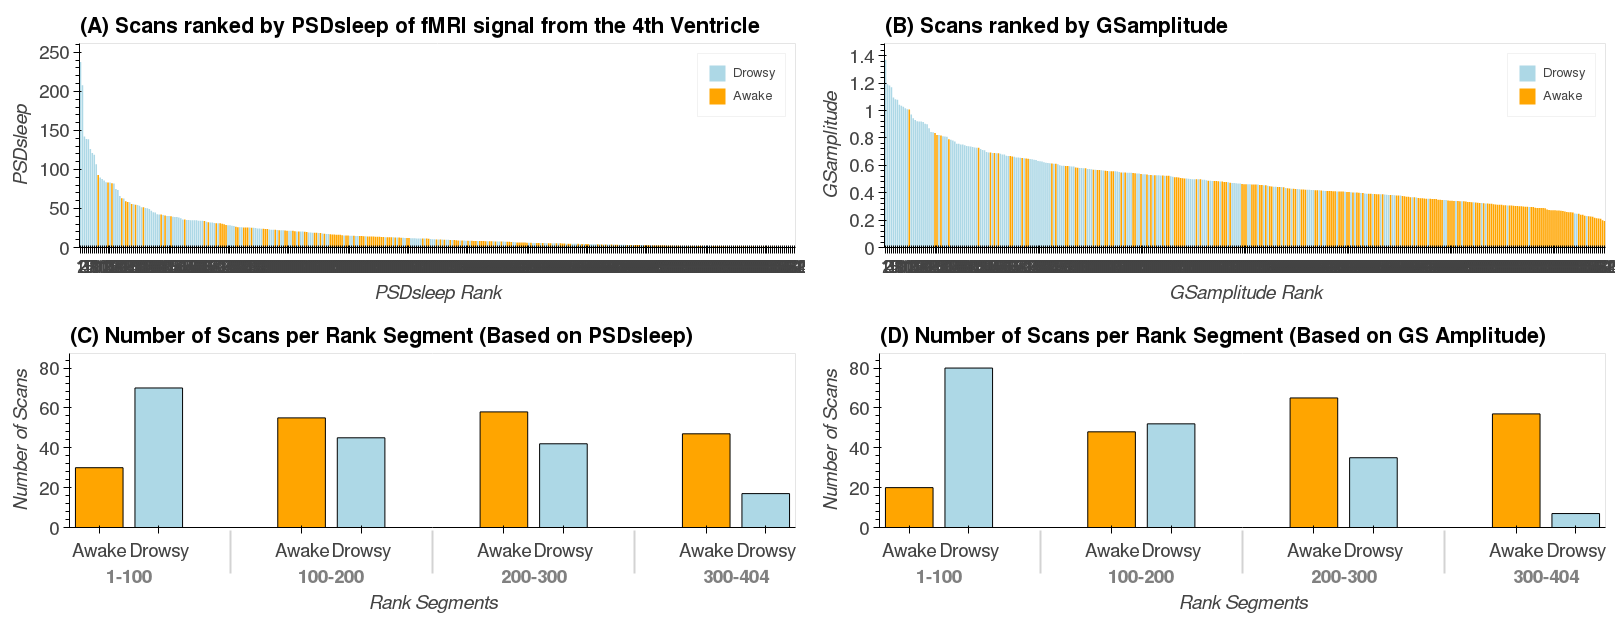 (A) Scans ranked by PSDsleep of fMRI signal from the 4th Ventricle
250
200
150
100
50
0
PSDsleep
Drowsy
Awake
PSDsleep Rank
(B) Scans ranked by GSamplitude
1.4
1.2
1
0.8
0.6
0.4
0.2
0
GSamplitude
Drowsy
Awake
GSamplitude Rank
(C) Number of Scans per Rank Segment (Based on PSDsleep)
80
60
40
20
0
Number of Scans
Awake Drowsy Awake Drowsy Awake Drowsy Awake Drowsy
1-100 100-200 200-300 300-404
Rank Segments
(D) Number of Scans per Rank Segment (Based on GS Amplitude)
80
60
40
20
0
Number of Scans
Awake Drowsy Awake Drowsy Awake Drowsy Awake Drowsy
1-100 100-200 200-300 300-404
Rank Segments